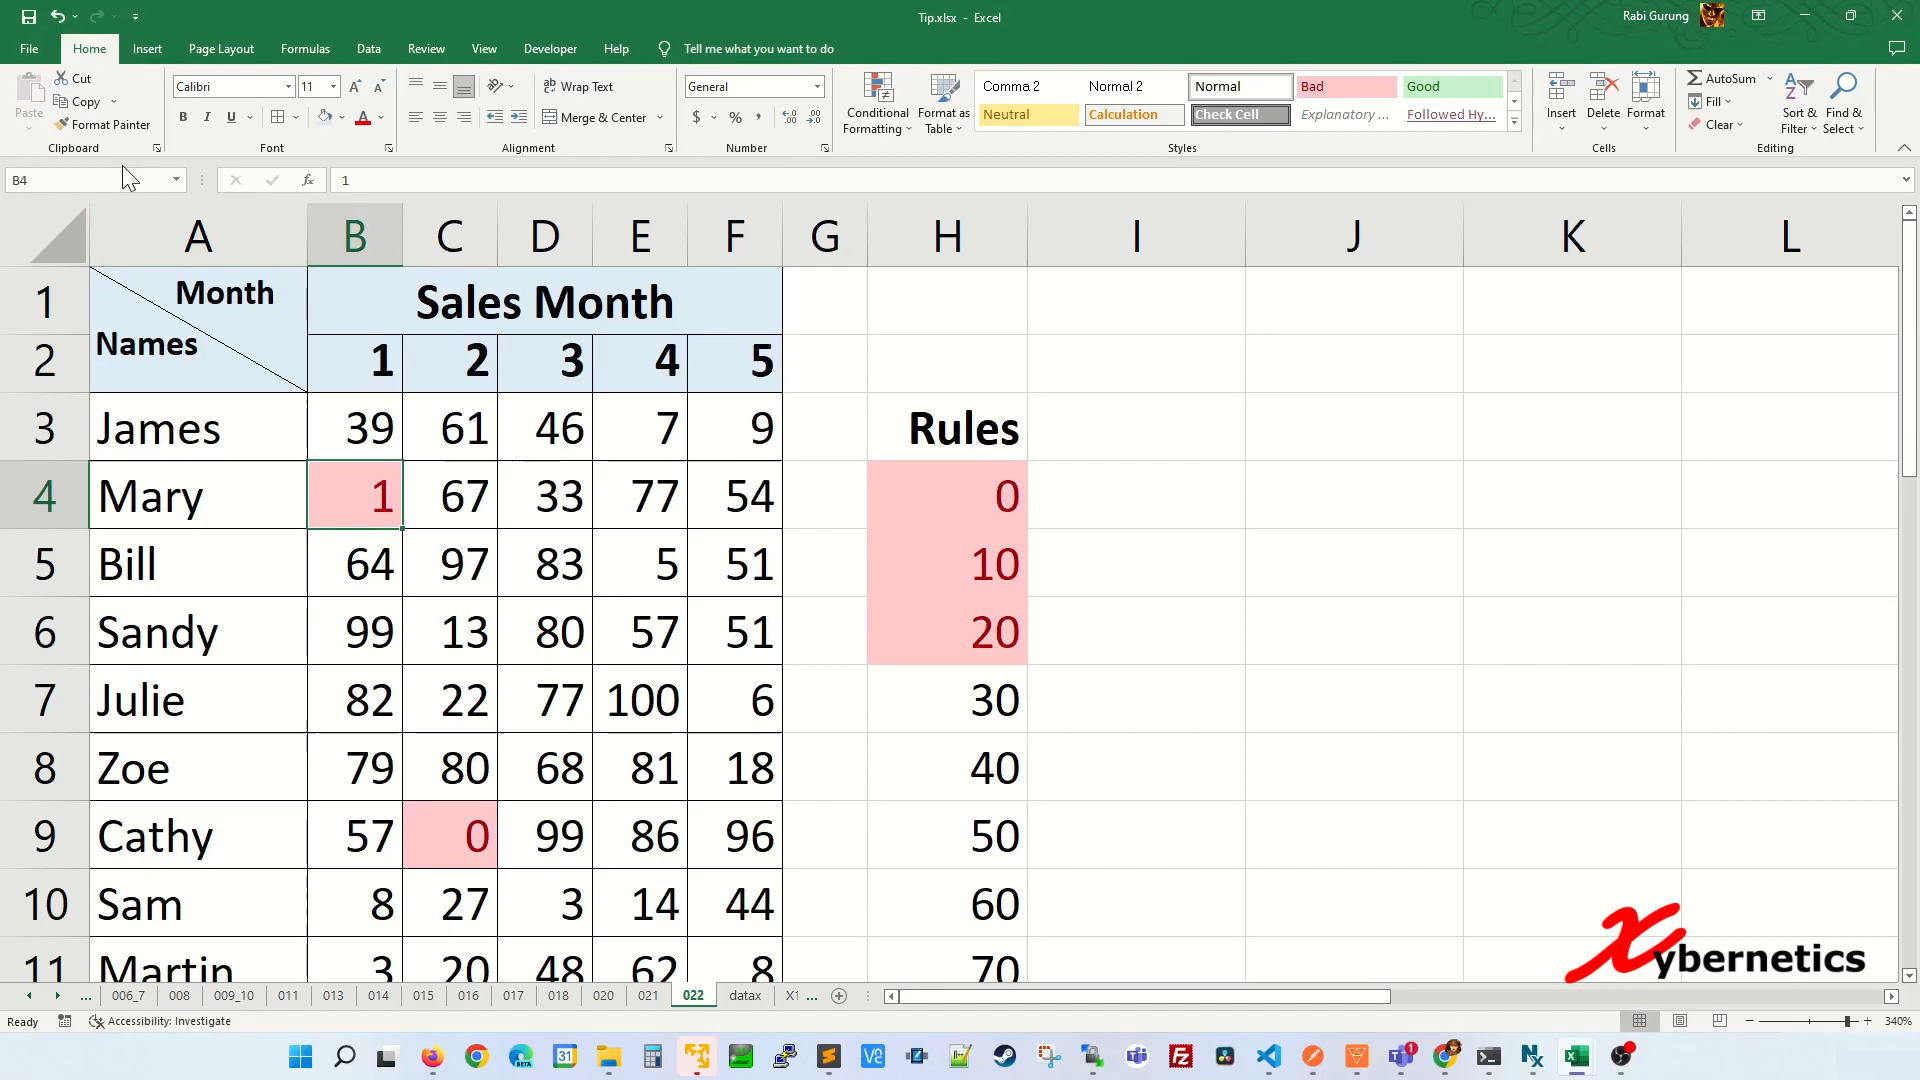 Tip.xlsx - Excel
Rabi Gurung
File Home Insert Page Layout Formulas Data Review View Developer Help Tell me what you want to do
Paste
Cut
Copy
Format Painter
Clipboard
Calibri 11
B I U
Font
Wrap Text
Merge & Center
Alignment
General
$ % ,
Number
Conditional Formatting
Format as Table
Comma 2 Normal 2 Normal Bad Good
Neutral Calculation Check Cell Explanatory ... Followed Hy...
Styles
Insert Delete Format
Cells
AutoSum
Fill
Clear
Sort & Filter
Find & Select
Editing
B4 fx 1
A B C D E F G H I J K L
1 Month Sales Month
2 Names 1 2 3 4 5
3 James 39 61 46 7 9 Rules
4 Mary 1 67 33 77 54 0
5 Bill 64 97 83 5 51 10
6 Sandy 99 13 80 57 51 20
7 Julie 82 22 77 100 6 30
8 Zoe 79 80 68 81 18 40
9 Cathy 57 0 99 86 96 50
10 Sam 8 27 3 14 44 60
11 Martin 3 20 48 62 8 70
Xybernetics
... 006_7 008 009_10 011 013 014 015 016 017 018 020 021 022 datax X1 ...
Ready Accessibility: Investigate 340%